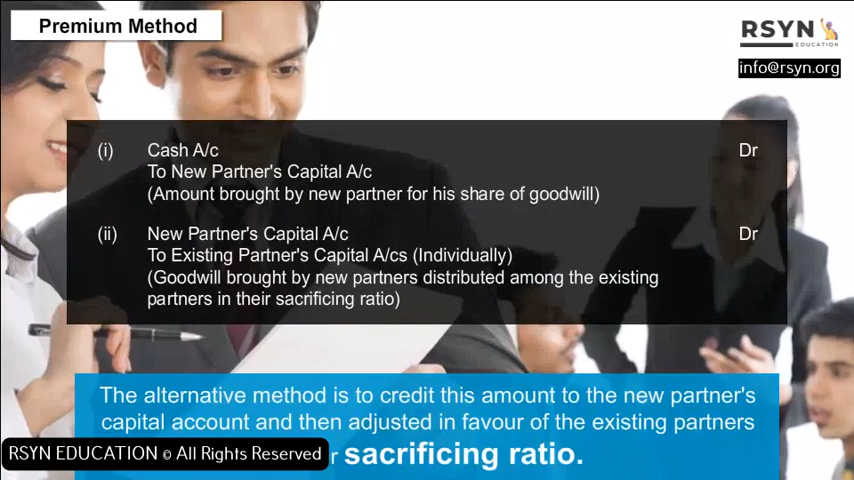 Premium Method
RSYN
EDUCATION
info@rsyn.org
(i) Cash A/c Dr
To New Partner's Capital A/c
(Amount brought by new partner for his share of goodwill)
(ii) New Partner's Capital A/c Dr
To Existing Partner's Capital A/cs (Individually)
(Goodwill brought by new partners distributed among the existing
partners in their sacrificing ratio)
The alternative method is to credit this amount to the new partner's
capital account and then adjusted in favour of the existing partners
r sacrificing ratio.
RSYN EDUCATION © All Rights Reserved